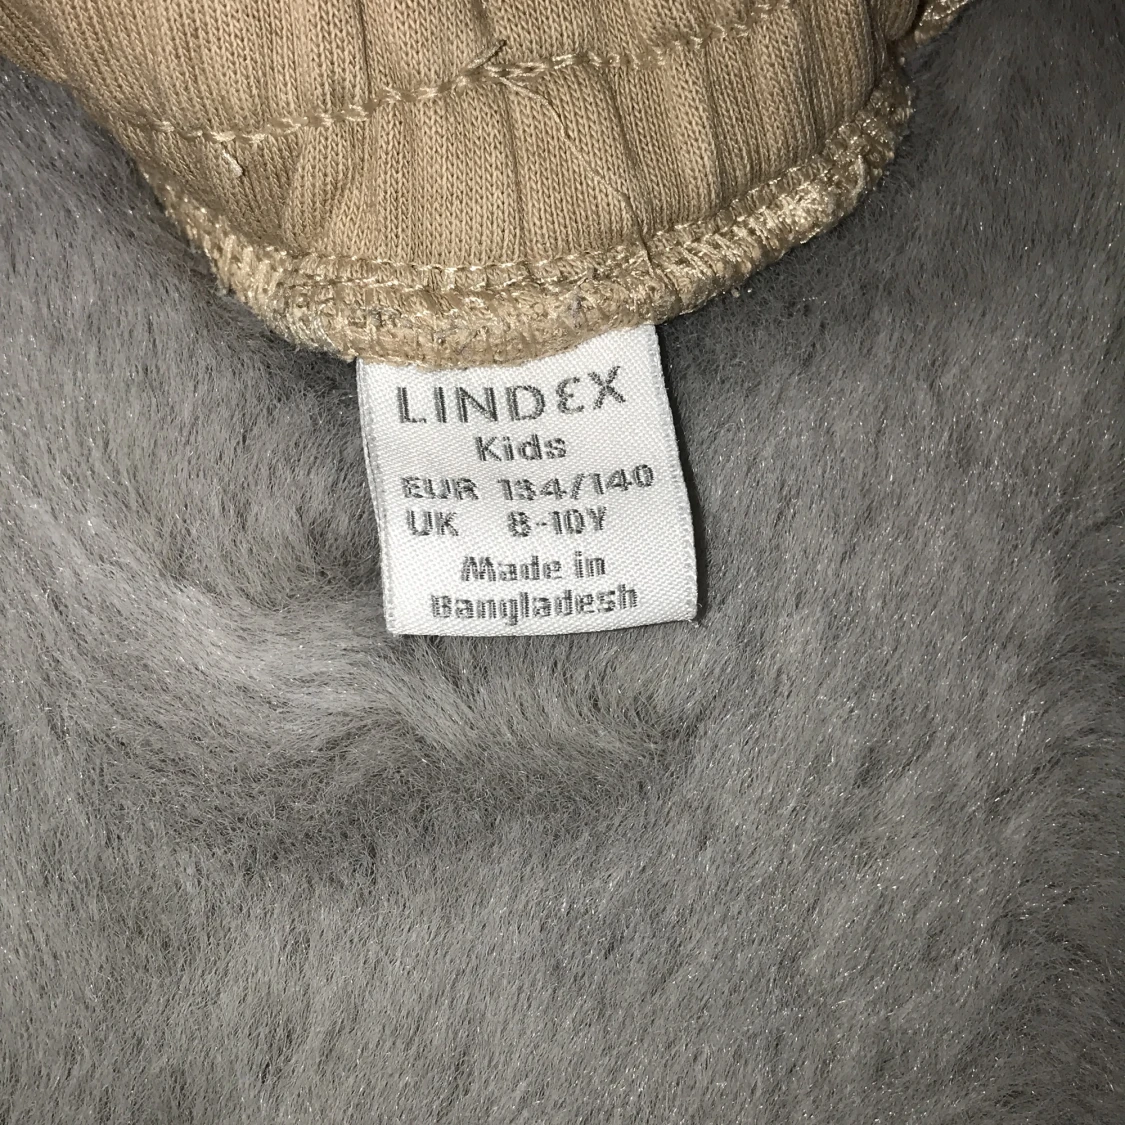 LINDEX
Kids
EUR 134/140
UK 8-10Y
Made in
Bangladesh